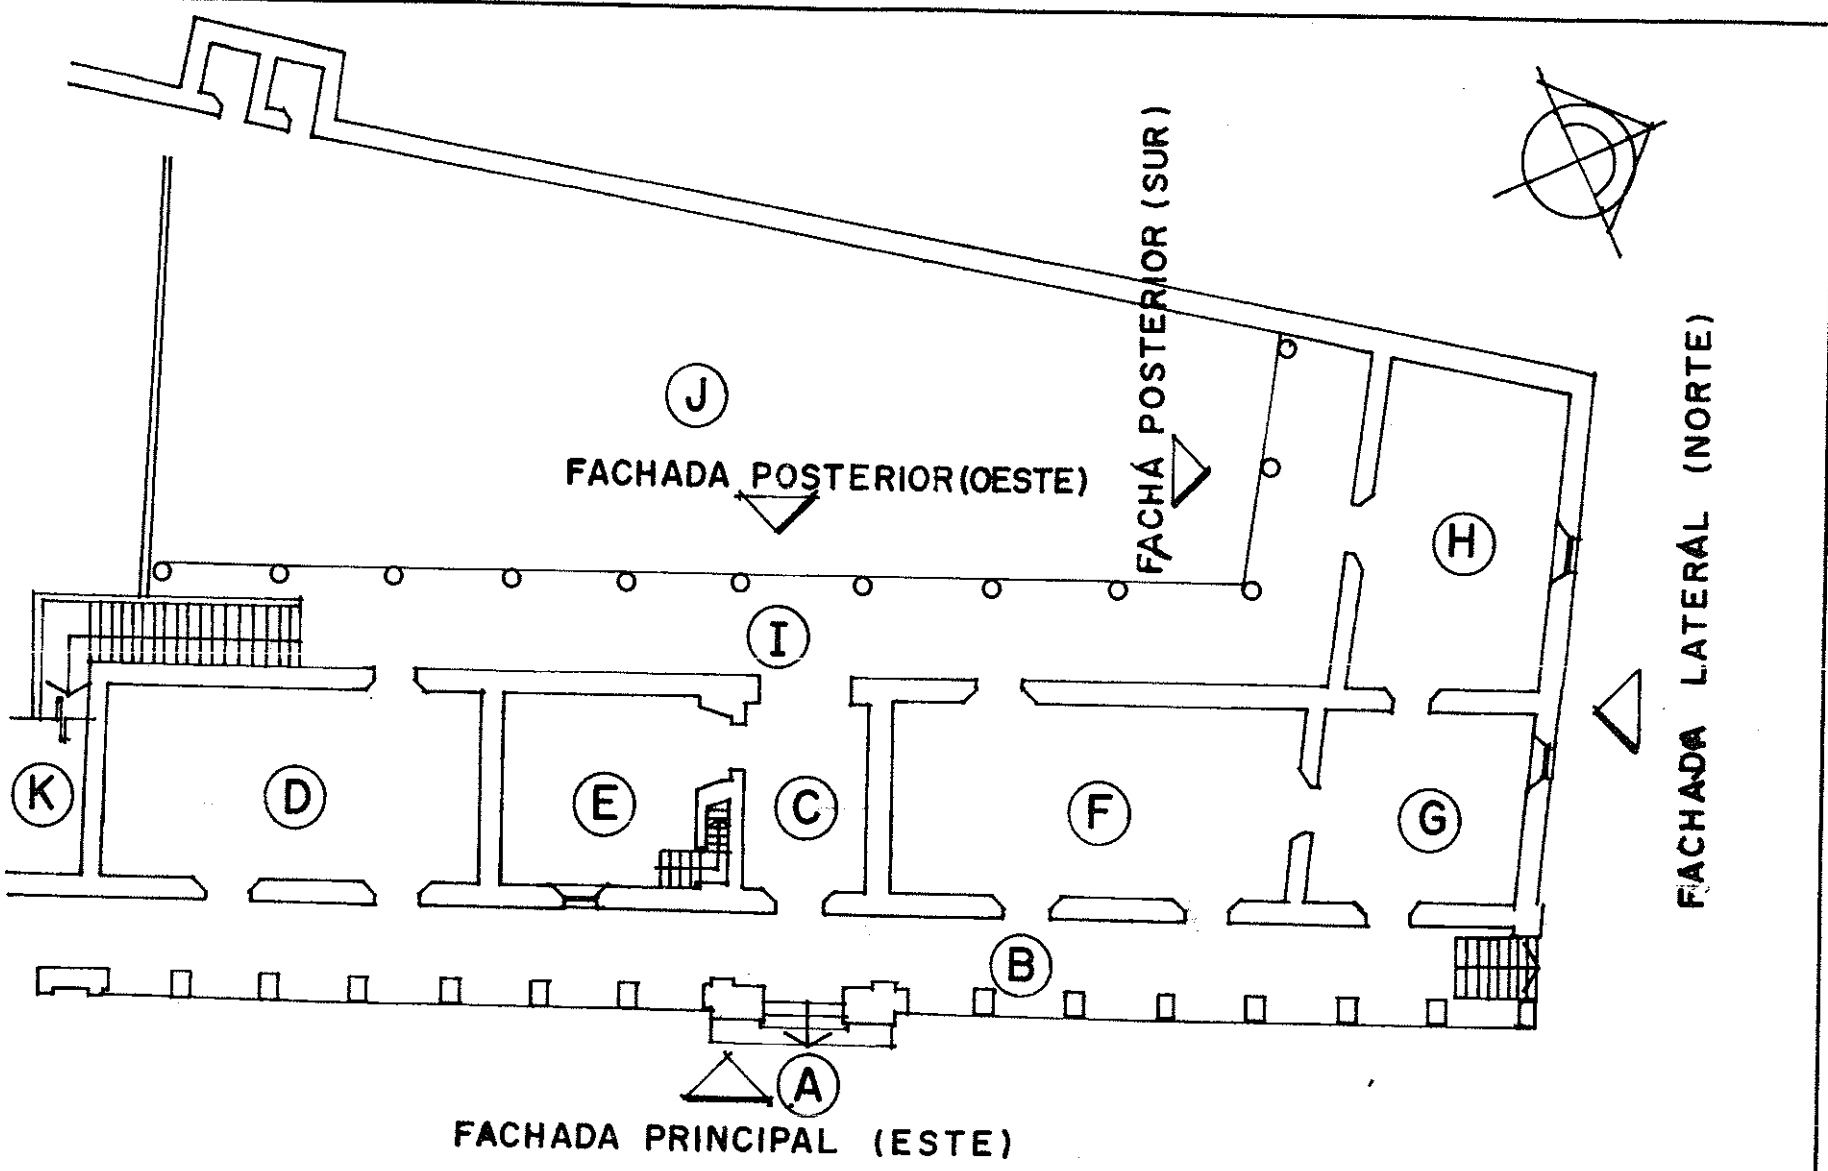 J
FACHADA POSTERIOR (OESTE)
FACHÁ POSTERIOR (SUR)
H
FACHADA LATERAL (NORTE)
I
K
D
E
C
F
G
B
A
FACHADA PRINCIPAL (ESTE)